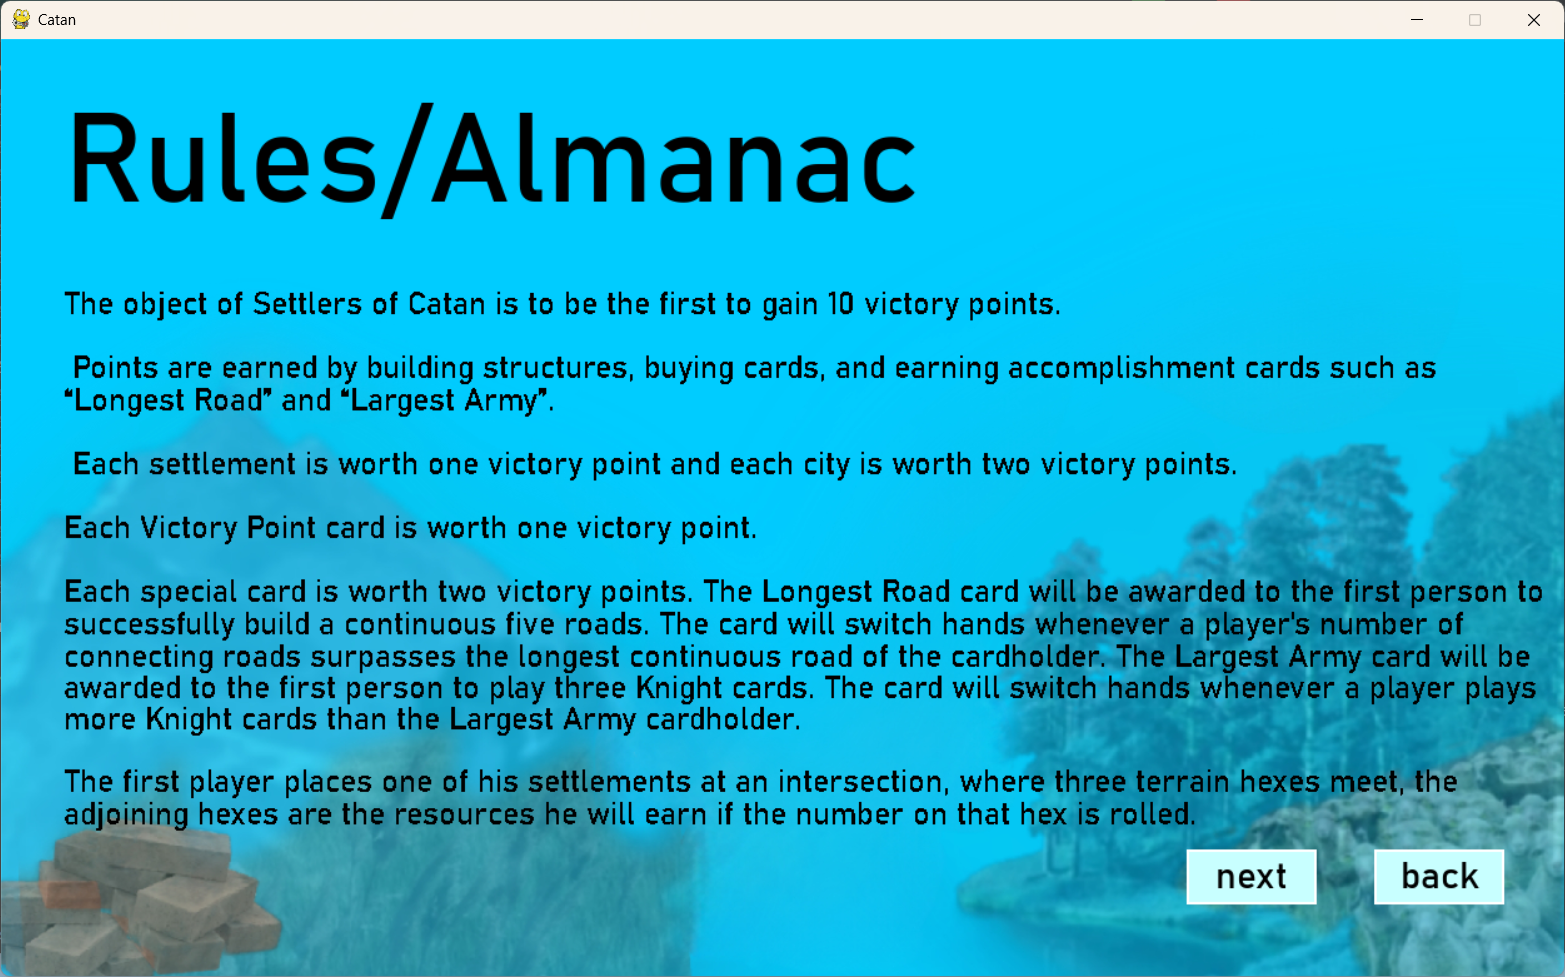 Catan
Rules/Almanac
The object of Settlers of Catan is to be the first to gain 10 victory points.
Points are earned by building structures, buying cards, and earning accomplishment cards such as
“Longest Road” and “Largest Army”.
Each settlement is worth one victory point and each city is worth two victory points.
Each Victory Point card is worth one victory point.
Each special card is worth two victory points. The Longest Road card will be awarded to the first person to
successfully build a continuous five roads. The card will switch hands whenever a player's number of
connecting roads surpasses the longest continuous road of the cardholder. The Largest Army card will be
awarded to the first person to play three Knight cards. The card will switch hands whenever a player plays
more Knight cards than the Largest Army cardholder.
The first player places one of his settlements at an intersection, where three terrain hexes meet, the
adjoining hexes are the resources he will earn if the number on that hex is rolled.
next
back